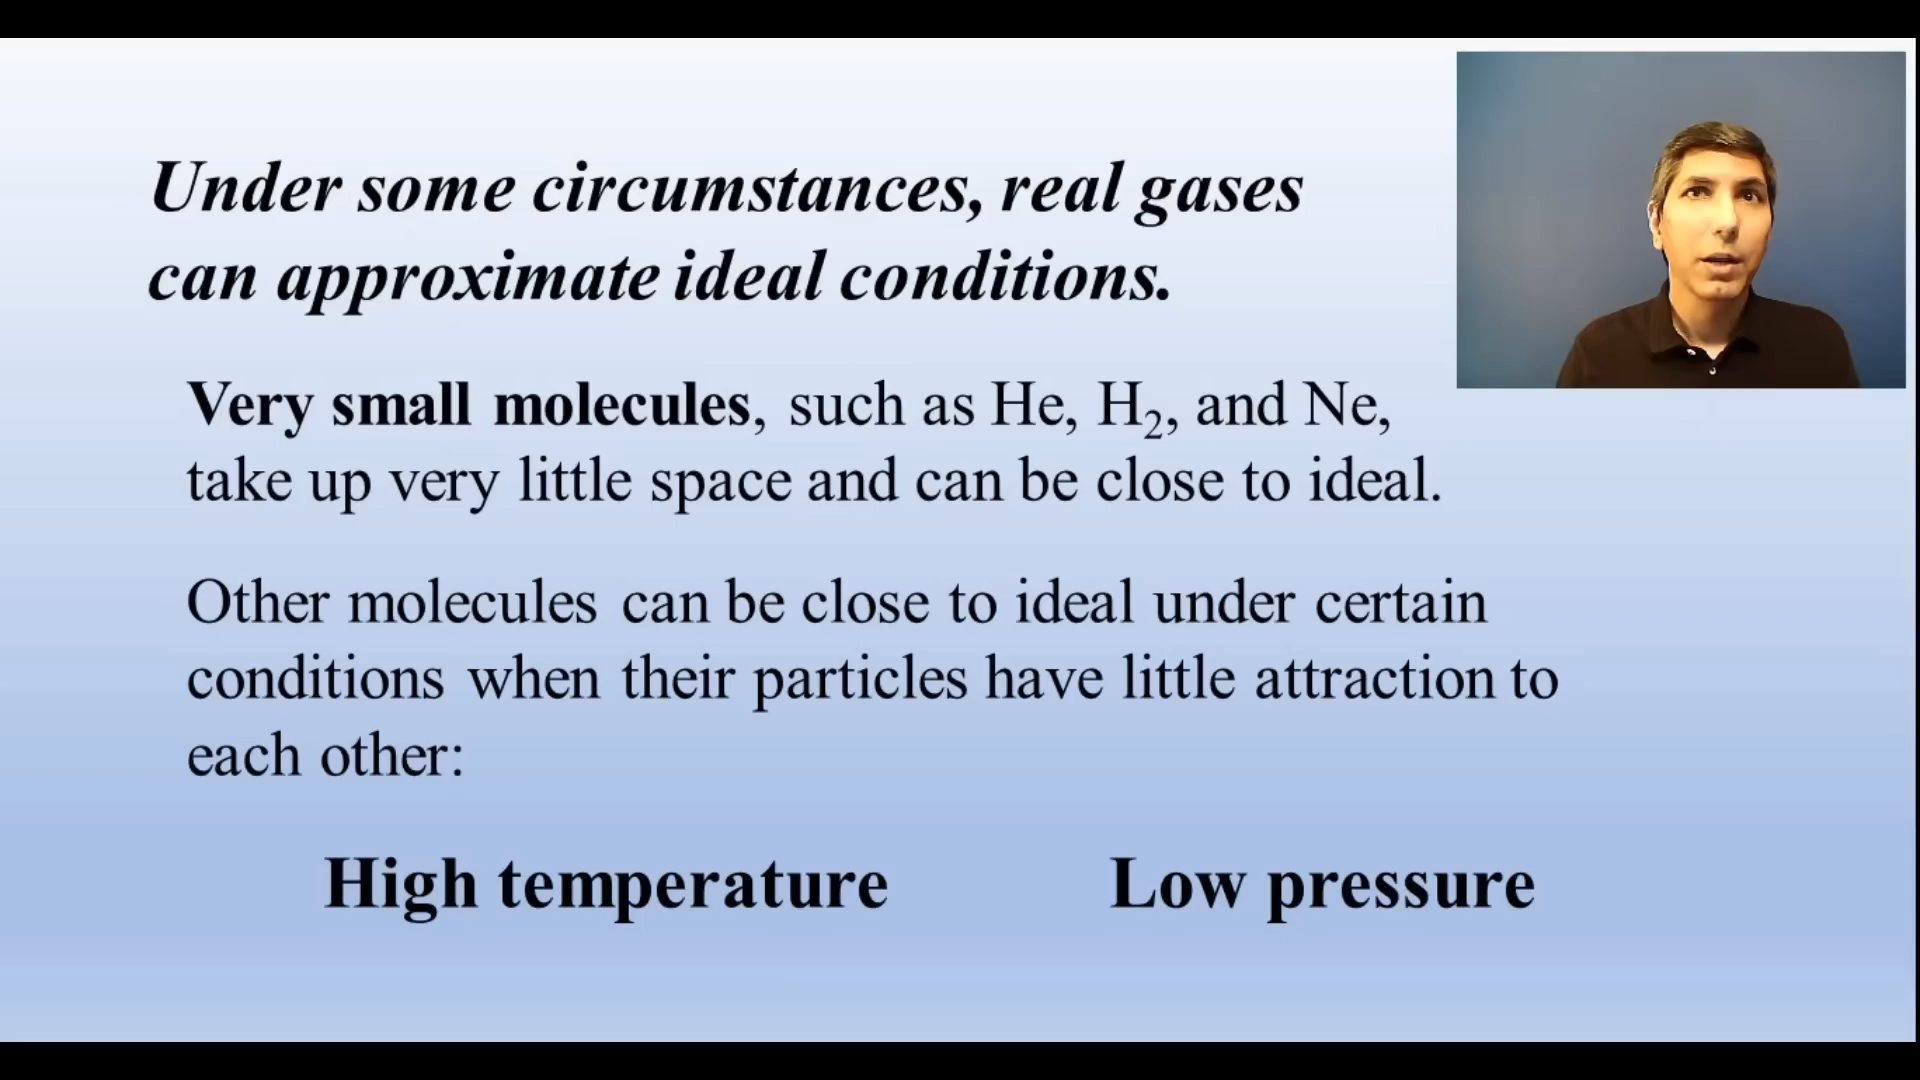 Under some circumstances, real gases
can approximate ideal conditions.
Very small molecules, such as He, H₂, and Ne,
take up very little space and can be close to ideal.
Other molecules can be close to ideal under certain
conditions when their particles have little attraction to
each other:
High temperature Low pressure